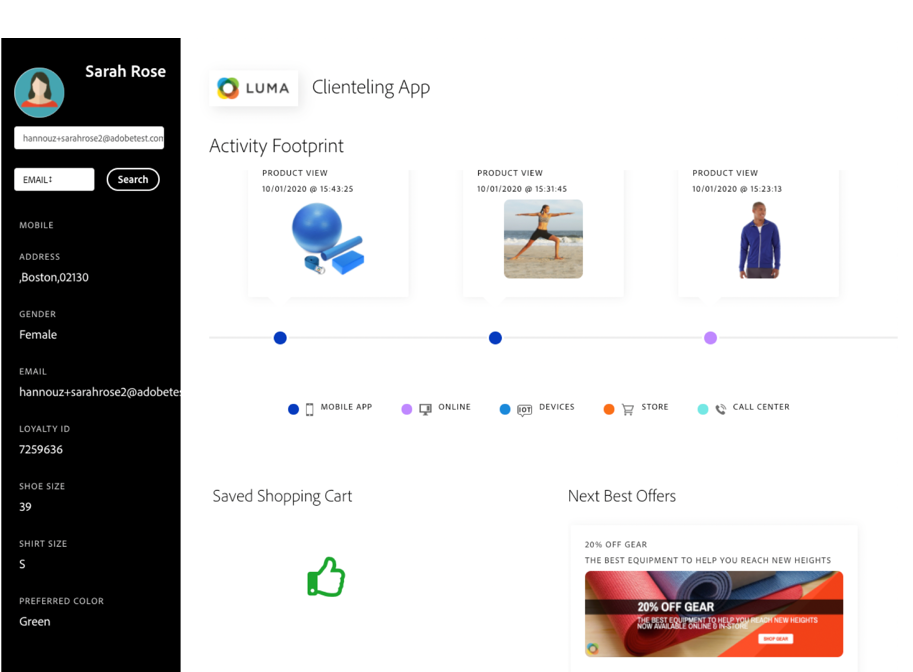 Sarah Rose
hannouz+sarahrose2@adobetest.com
EMAIL
Search
MOBILE
ADDRESS
,Boston,02130
GENDER
Female
EMAIL
hannouz+sarahrose2@adobetes
LOYALTY ID
7259636
SHOE SIZE
39
SHIRT SIZE
S
PREFERRED COLOR
Green
LUMA
Clienteling App
Activity Footprint
PRODUCT VIEW
10/01/2020 @ 15:43:25
PRODUCT VIEW
10/01/2020 @ 15:31:45
PRODUCT VIEW
10/01/2020 @ 15:23:13
MOBILE APP
ONLINE
IOT
DEVICES
STORE
CALL CENTER
Saved Shopping Cart
Next Best Offers
20% OFF GEAR
THE BEST EQUIPMENT TO HELP YOU REACH NEW HEIGHTS
20% OFF GEAR
THE BEST EQUIPMENT TO HELP YOU REACH NEW HEIGHTS
NOW AVAILABLE ONLINE & IN-STORE
SHOP GEAR